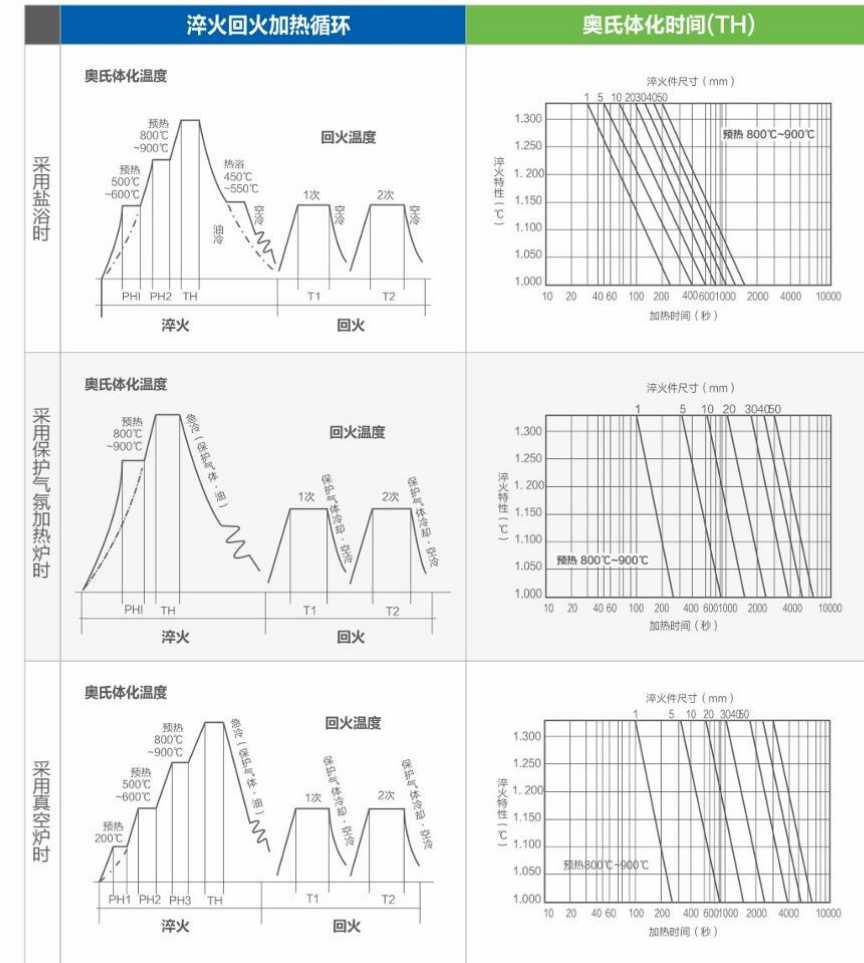 淬火回火加热循环
奥氏体化时间(TH)
采用盐浴时
奥氏体化温度
预热
500℃
~600℃
预热
800℃
~900℃
热浴
450℃
~550℃
油冷
空冷
回火温度
1次
空冷
2次
空冷
PHI PH2 TH
T1 T2
淬火
回火
淬火件尺寸（mm）
1 5 10 20304050
预热 800℃~900℃
淬火特性（℃）
1.300
1.250
1. 200
1.150
1.100
1.050
1.000
10 20 40 60 100 200 4006001000 2000 4000 10000
加热时间（秒）
采用保护气氛加热炉时
奥氏体化温度
预热
800℃
~900℃
急冷（保护气体·油）
回火温度
1次
保护气体冷却·空冷
2次
保护气体冷却·空冷
PHI TH
T1 T2
淬火
回火
淬火件尺寸（mm）
1 5 10 20 304050
预热 800℃~900℃
淬火特性（℃）
1.300
1.250
1. 200
1.150
1.100
1.050
1.000
10 20 40 60 100 200 400 6001000 2000 4000 10000
加热时间（秒）
采用真空炉时
奥氏体化温度
预热
200℃
预热
500℃
~600℃
预热
800℃
~900℃
急冷（保护气体·油）
回火温度
1次
保护气体冷却·空冷
2次
保护气体冷却·空冷
PH1 PH2 PH3 TH
T1 T2
淬火
回火
淬火件尺寸（mm）
1 5 10 20 304050
预热800℃~900℃
淬火特性（℃）
1.300
1.250
1. 200
1.150
1.100
1.050
1.000
10 20 40 60 100 200 400 6001000 2000 4000 10000
加热时间（秒）